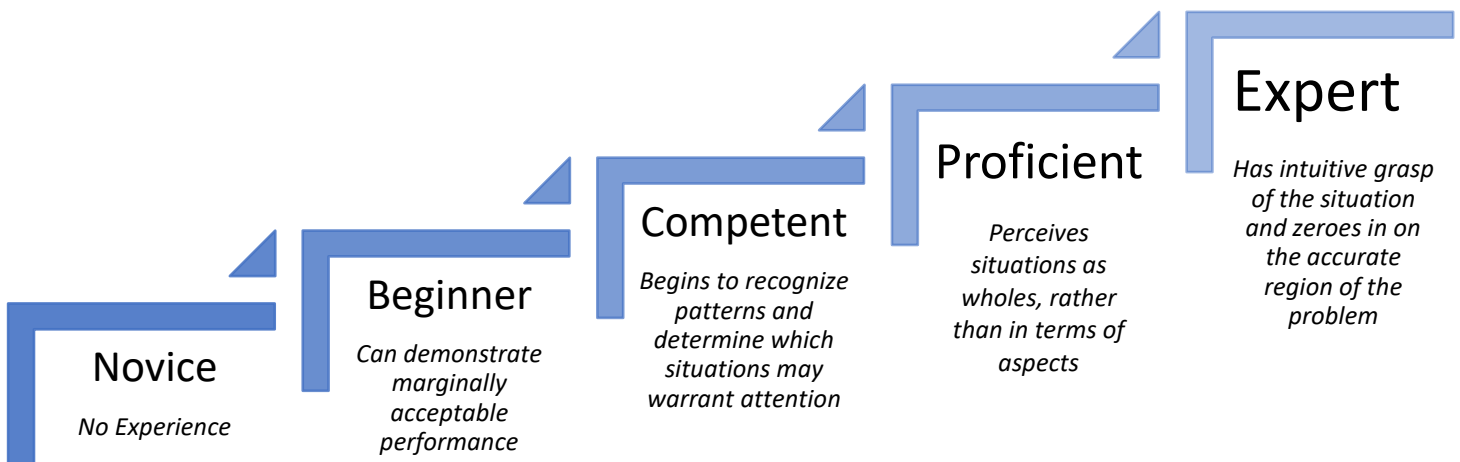 Novice
No Experience
Beginner
Can demonstrate
marginally
acceptable
performance
Competent
Begins to recognize
patterns and
determine which
situations may
warrant attention
Proficient
Perceives
situations as
wholes, rather
than in terms of
aspects
Expert
Has intuitive grasp
of the situation
and zeroes in on
the accurate
region of the
problem